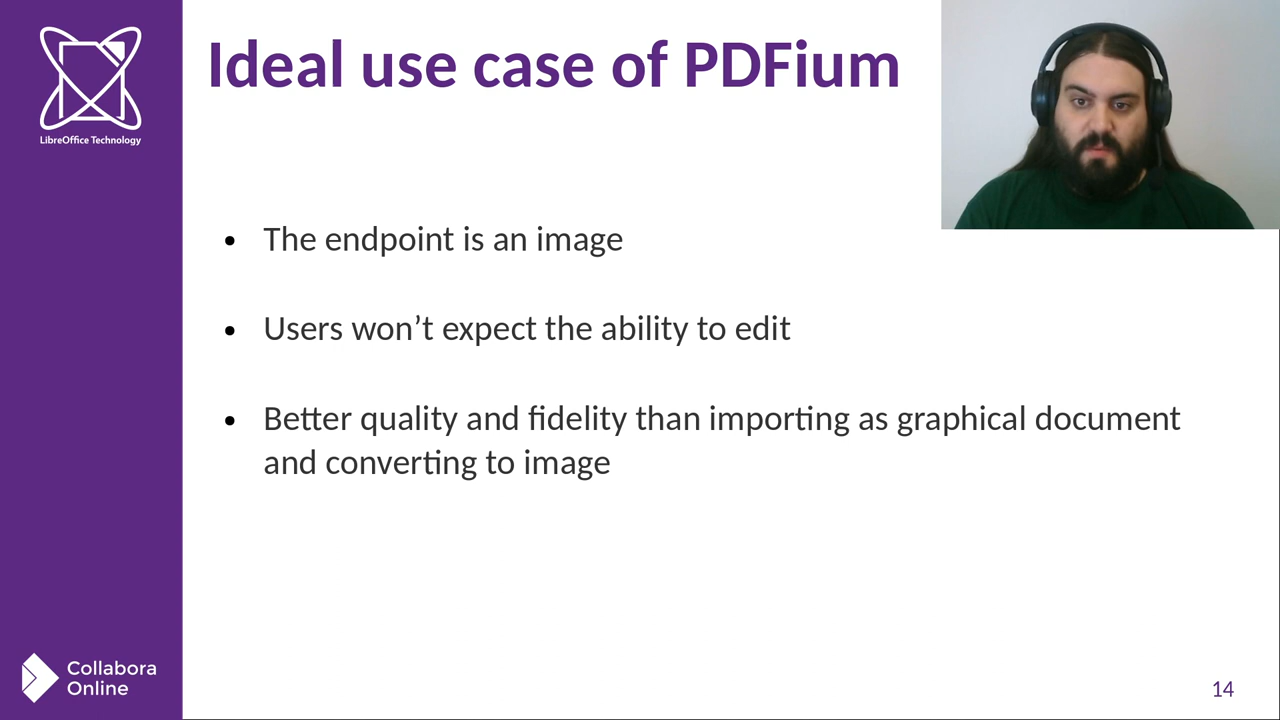 Ideal use case of PDFium
LibreOffice Technology
• The endpoint is an image
• Users won’t expect the ability to edit
• Better quality and fidelity than importing as graphical document
and converting to image
Collabora
Online
14